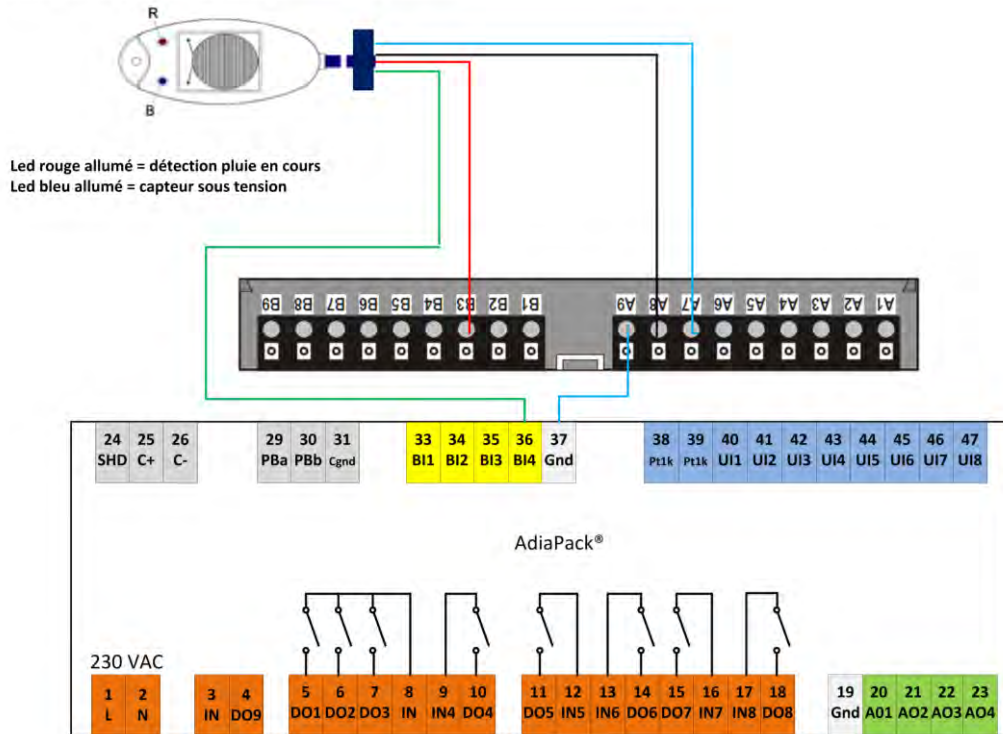 R
B
Led rouge allumé = détection pluie en cours
Led bleu allumé = capteur sous tension
B9 B8 B7 B6 B5 B4 B3 B2 B1 A9 A8 A7 A6 A5 A4 A3 A2 A1
24 25 26 29 30 31 33 34 35 36 37 38 39 40 41 42 43 44 45 46 47
SHD C+ C- PBa PBb Cgnd BI1 BI2 BI3 BI4 Gnd Pt1k Pt1k UI1 UI2 UI3 UI4 UI5 UI6 UI7 UI8
AdiaPack®
230 VAC
1 2 3 4 5 6 7 8 9 10 11 12 13 14 15 16 17 18 19 20 21 22 23
L N IN DO9 DO1 DO2 DO3 IN IN4 DO4 DO5 IN5 IN6 DO6 DO7 IN7 IN8 DO8 Gnd A01 AO2 AO3 AO4